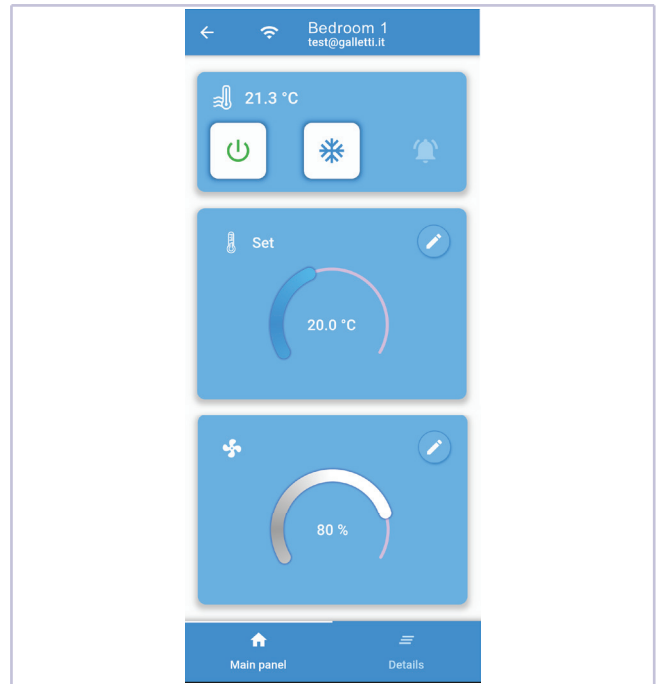 Bedroom 1
test@galletti.it
21.3 °C
Set
20.0 °C
80 %
Main panel
Details